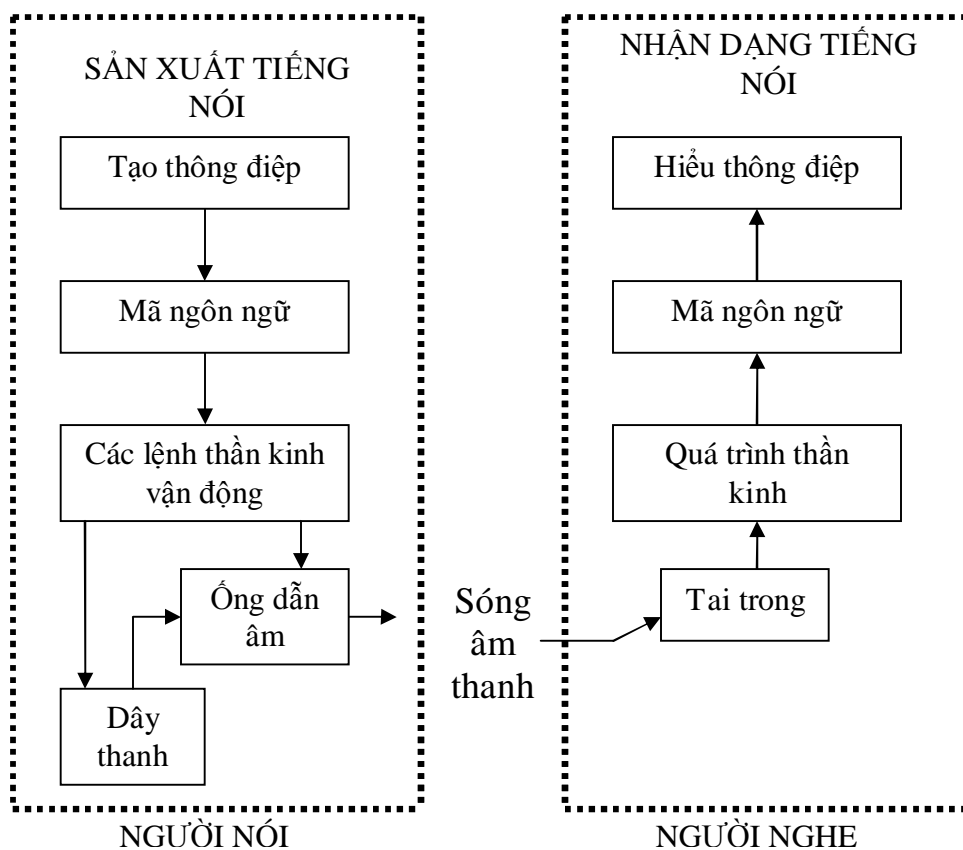 SẢN XUẤT TIẾNG
NÓI
Tạo thông điệp
Mã ngôn ngữ
Các lệnh thần kinh
vận động
Ống dẫn
âm
Dây
thanh
NGƯỜI NÓI
Sóng
âm
thanh
NHẬN DẠNG TIẾNG
NÓI
Hiểu thông điệp
Mã ngôn ngữ
Quá trình thần
kinh
Tai trong
NGƯỜI NGHE